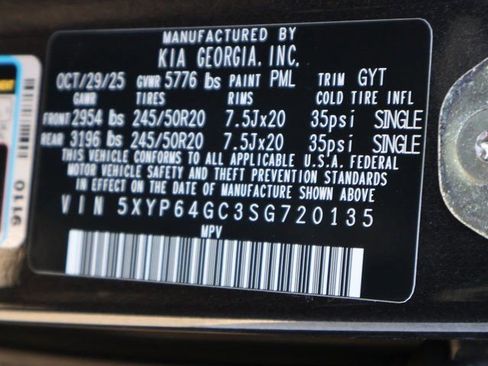 MANUFACTURED BY
KIA GEORGIA, INC.
OCT/29/25 GVWR 5776 lbs PAINT PML TRIM GYT
GAWR TIRES RIMS COLD TIRE INFL
FRONT 2954 lbs 245/50R20 7.5Jx20 35psi SINGLE
REAR 3196 lbs 245/50R20 7.5Jx20 35psi SINGLE
THIS VEHICLE CONFORMS TO ALL APPLICABLE U.S.A. FEDERAL
MOTOR VEHICLE SAFETY AND THEFT PREVENTION STANDARDS
IN EFFECT ON THE DATE OF MANUFACTURE SHOWN ABOVE
VIN 5XYP64GC3SG720135
MPV
9110